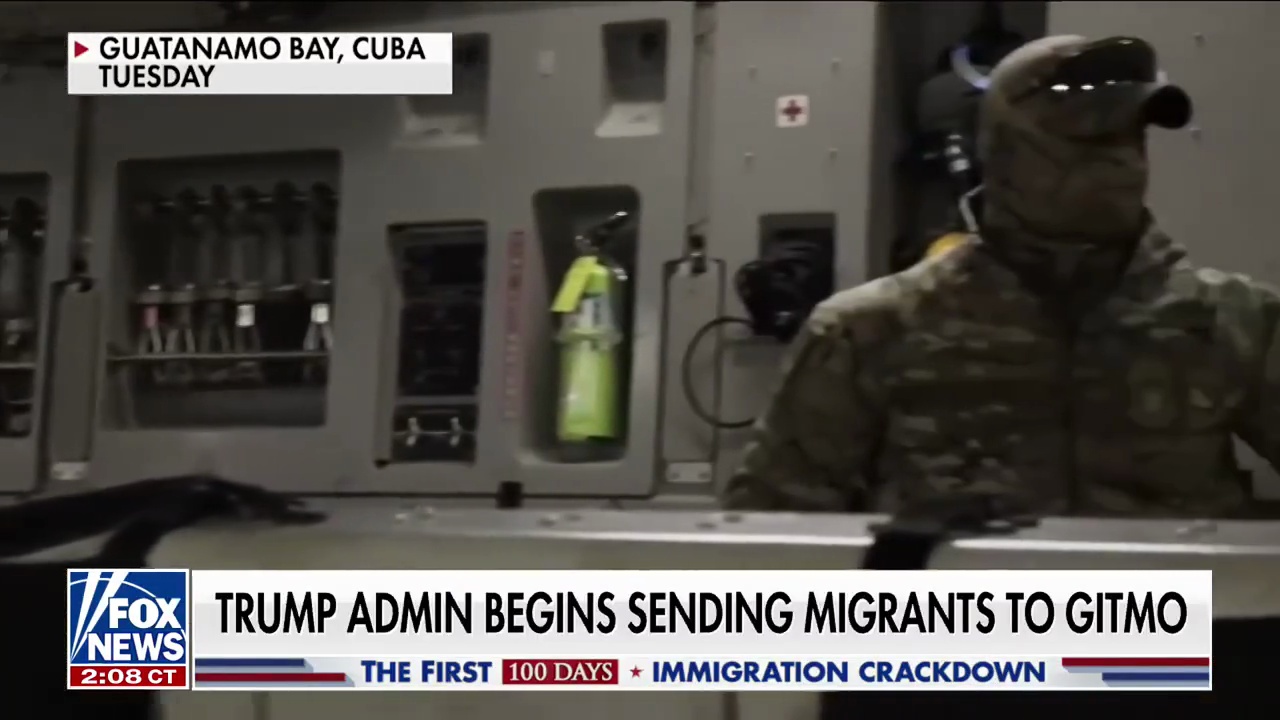 GUATANAMO BAY, CUBA
TUESDAY
FOX
NEWS
2:08 CT
TRUMP ADMIN BEGINS SENDING MIGRANTS TO GITMO
THE FIRST 100 DAYS ★ IMMIGRATION CRACKDOWN